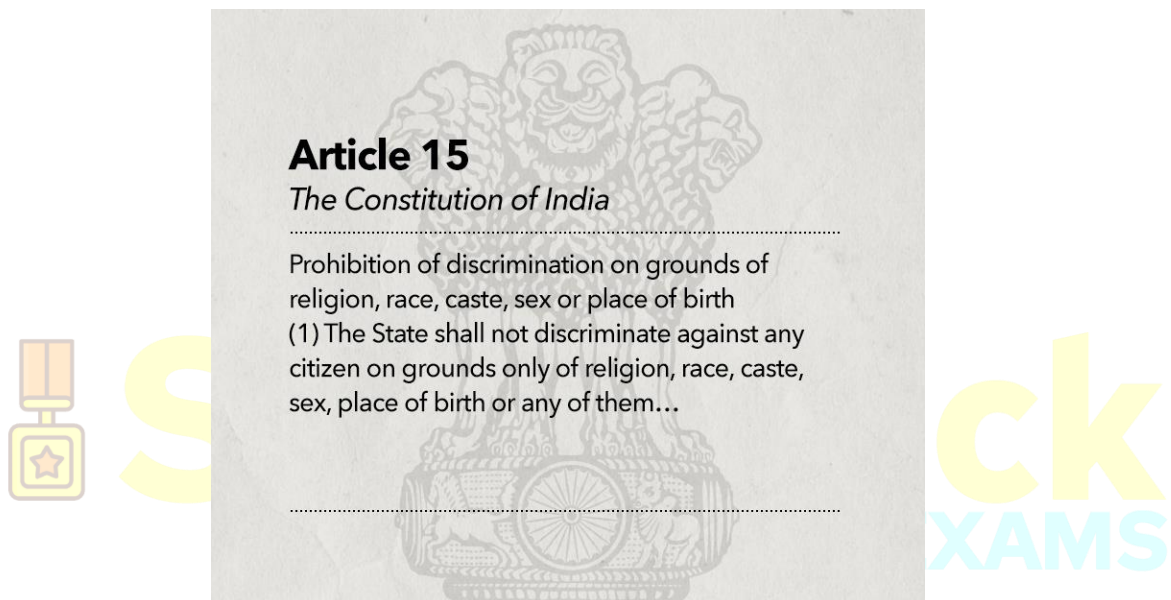 Article 15
The Constitution of India
Prohibition of discrimination on grounds of
religion, race, caste, sex or place of birth
(1) The State shall not discriminate against any
citizen on grounds only of religion, race, caste,
sex, place of birth or any of them...